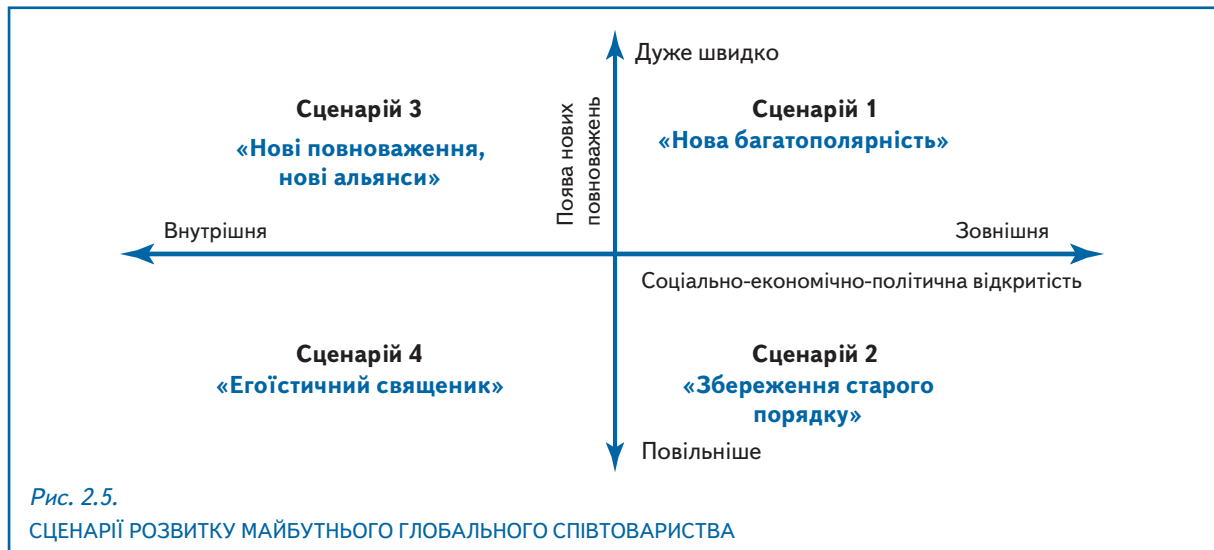 Дуже швидко
Сценарій 3
«Нові повноваження,
нові альянси»
Поява нових
повноважень
Сценарій 1
«Нова багатополярність»
Внутрішня
Зовнішня
Соціально-економічно-політична відкритість
Сценарій 4
«Егоїстичний священик»
Сценарій 2
«Збереження старого
порядку»
Повільніше
Рис. 2.5.
СЦЕНАРІЇ РОЗВИТКУ МАЙБУТНЬОГО ГЛОБАЛЬНОГО СПІВТОВАРИСТВА